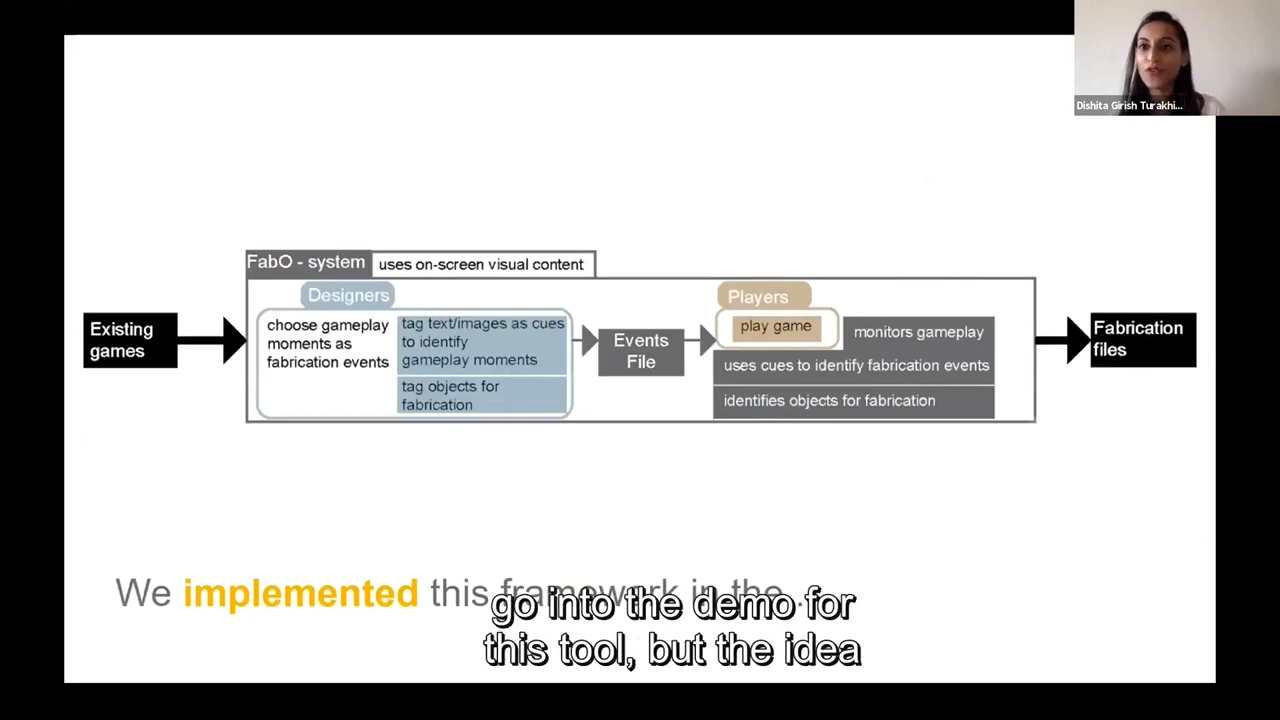 Dishita Girish Turakhi...
FabO - system
uses on-screen visual content
Designers
Players
choose gameplay
moments as
fabrication events
tag text/images as cues
to identify
gameplay moments
tag objects for
fabrication
Existing
games
Events
File
play game
monitors gameplay
uses cues to identify fabrication events
identifies objects for fabrication
Fabrication
files
We implemented this framework in the ..
go into the demo for
this tool, but the idea